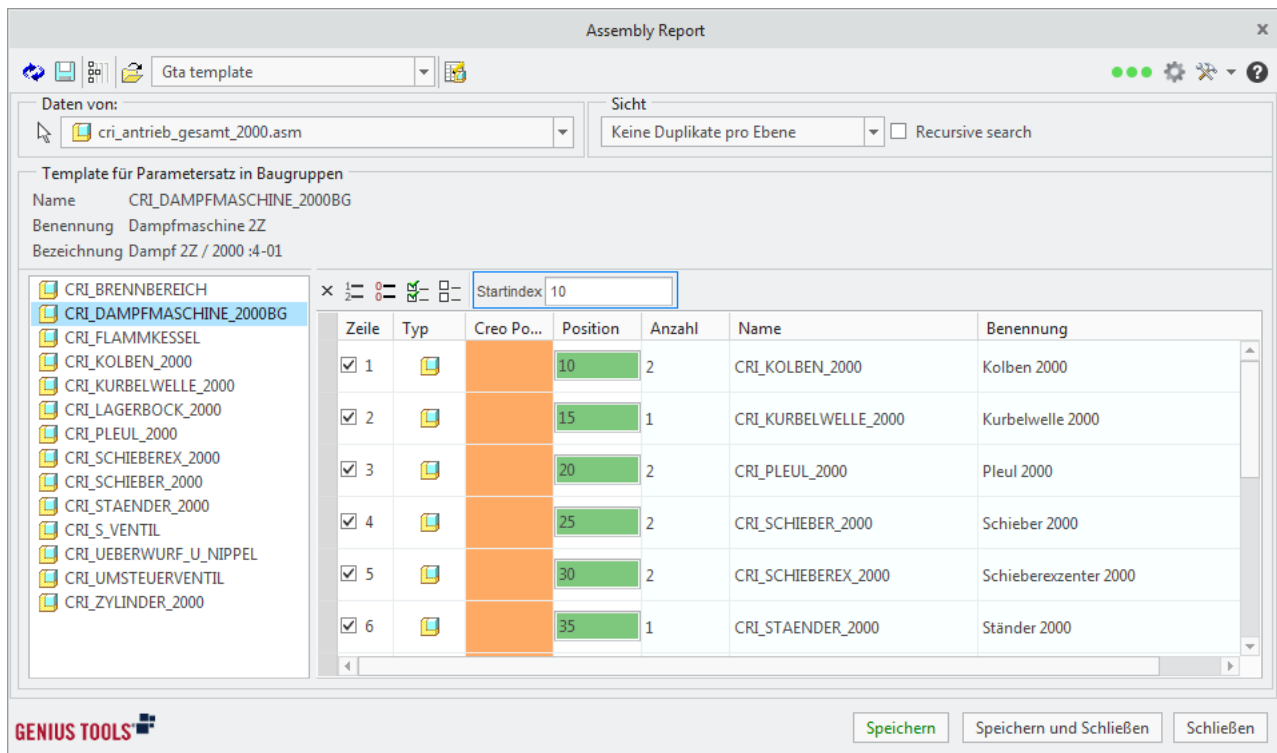 Assembly Report
Gta template
Daten von:
Sicht
cri_antrieb_gesamt_2000.asm
Keine Duplikate pro Ebene
Recursive search
Template für Parametersatz in Baugruppen
Name CRI_DAMPFMASCHINE_2000BG
Benennung Dampfmaschine 2Z
Bezeichnung Dampf 2Z / 2000 :4-01
CRI_BRENNBEREICH
CRI_DAMPFMASCHINE_2000BG
CRI_FLAMMKESSEL
CRI_KOLBEN_2000
CRI_KURBELWELLE_2000
CRI_LAGERBOCK_2000
CRI_PLEUL_2000
CRI_SCHIEBEREX_2000
CRI_SCHIEBER_2000
CRI_STAENDER_2000
CRI_S_VENTIL
CRI_UEBERWURF_U_NIPPEL
CRI_UMSTEUERVENTIL
CRI_ZYLINDER_2000
Startindex 10
Zeile Typ Creo Po... Position Anzahl Name Benennung
1 10 2 CRI_KOLBEN_2000 Kolben 2000
2 15 1 CRI_KURBELWELLE_2000 Kurbelwelle 2000
3 20 2 CRI_PLEUL_2000 Pleul 2000
4 25 2 CRI_SCHIEBER_2000 Schieber 2000
5 30 2 CRI_SCHIEBEREX_2000 Schieberexzenter 2000
6 35 1 CRI_STAENDER_2000 Ständer 2000
GENIUS TOOLS
Speichern
Speichern und Schließen
Schließen